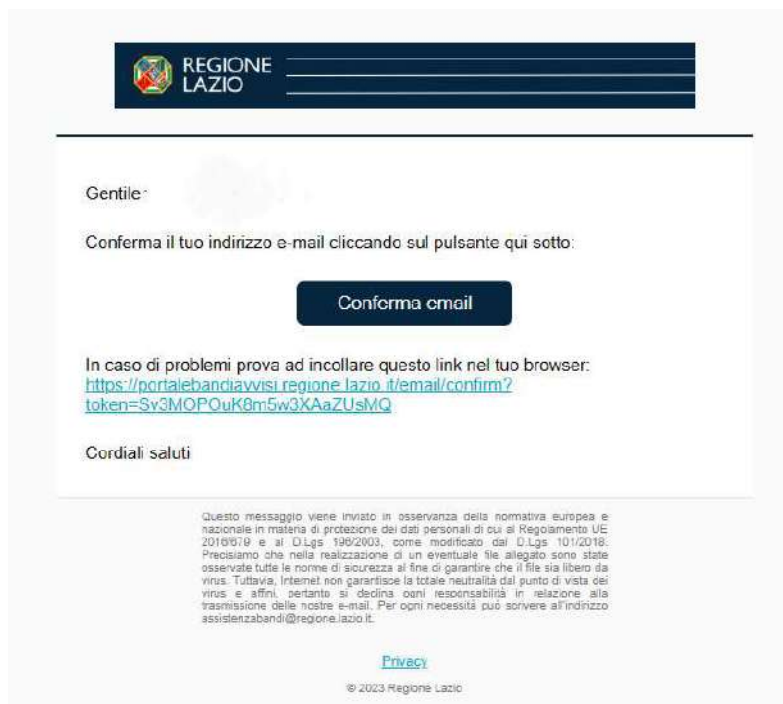 REGIONE
LAZIO
Gentile
Conferma il tuo indirizzo e-mail cliccando sul pulsante qui sotto:
Conferma email
In caso di problemi prova ad incollare questo link nel tuo browser:
https://portalebandiavvisi.regione.lazio.it/email/confirm?
token=Sv3MOPOuK8m5w3XAaZUsMQ
Cordiali saluti
Questo messaggio viene inviato in osservanza della normativa europea e
nazionale in materia di protezione dei dati personali di cui al Regolamento UE
2016/679 e al D.Lgs 196/2003, come modificato dal D.Lgs 101/2018.
Precisiamo che nella realizzazione di un eventuale file allegato sono state
osservate tutte le norme di sicurezza al fine di garantire che il file sia libero da
virus. Tuttavia, Internet non garantisce la totale neutralità dal punto di vista dei
virus e affini, pertanto si declina ogni responsabilità in relazione alla
trasmissione delle nostre e-mail. Per ogni necessità può scrivere all'indirizzo
assistenzabandi@regione.lazio.it.
Privacy
© 2023 Regione Lazio